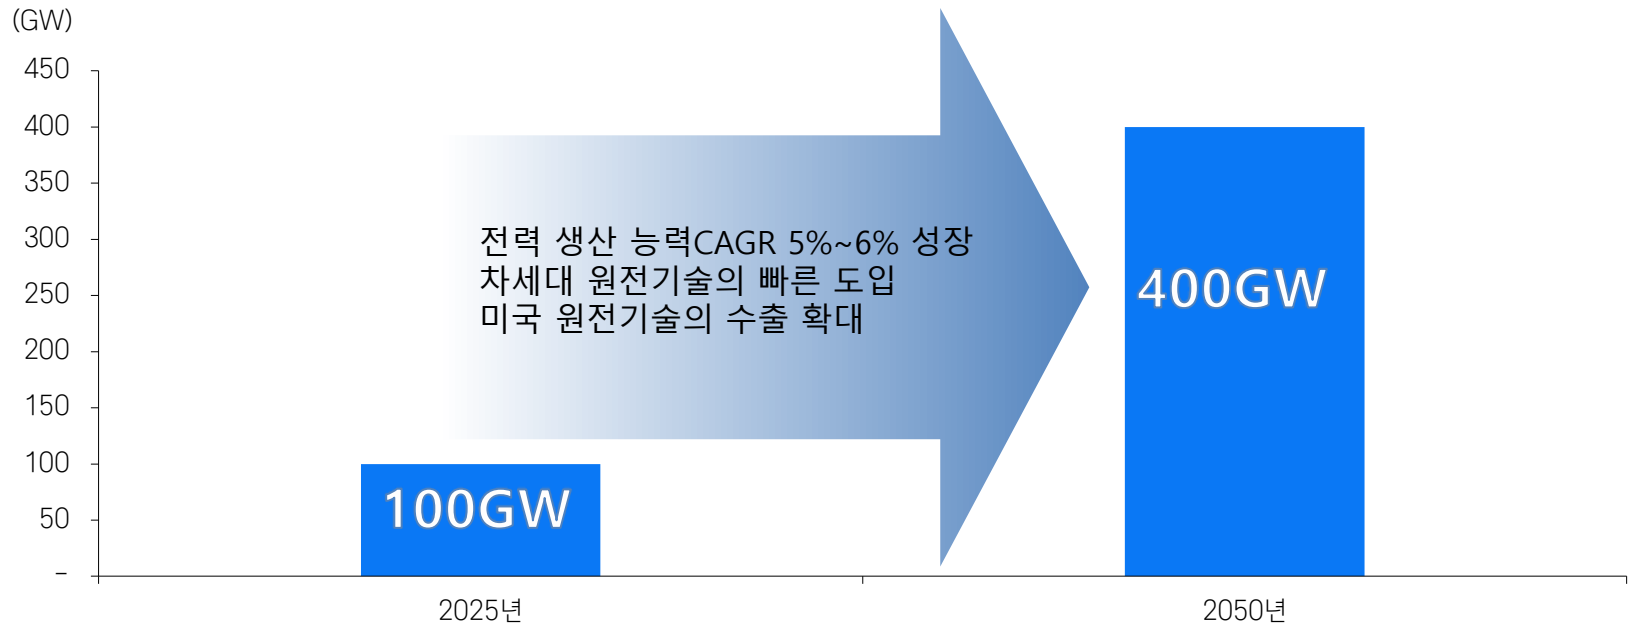 (GW)
450
400
350
300
250
200
150
100
50
–
전력 생산 능력CAGR 5%~6% 성장
차세대 원전기술의 빠른 도입
미국 원전기술의 수출 확대
400GW
100GW
2025년
2050년